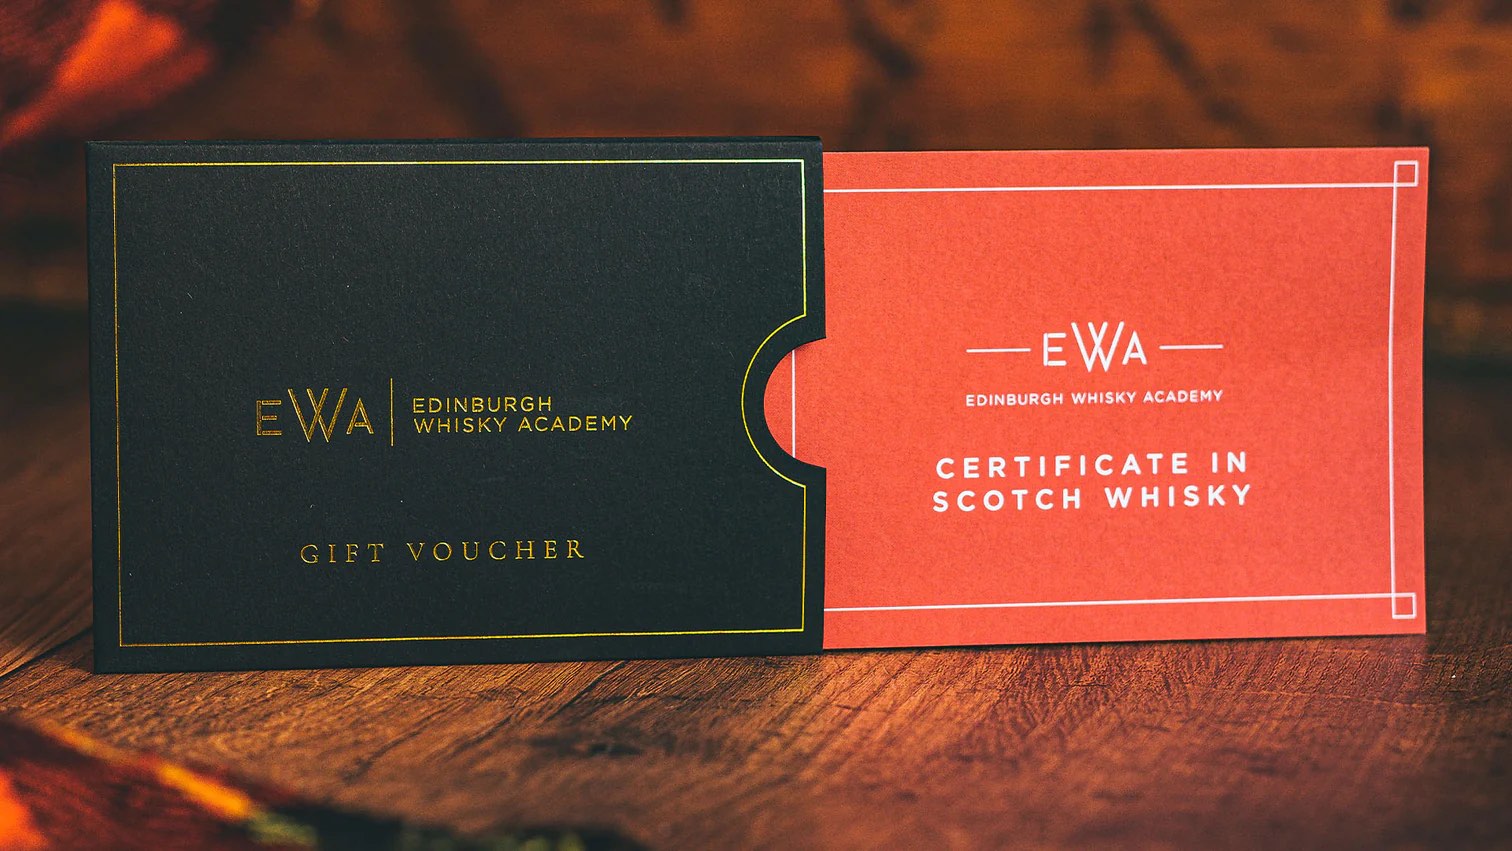 EWA
EDINBURGH
WHISKY ACADEMY
GIFT VOUCHER
EWA
EDINBURGH WHISKY ACADEMY
CERTIFICATE IN
SCOTCH WHISKY